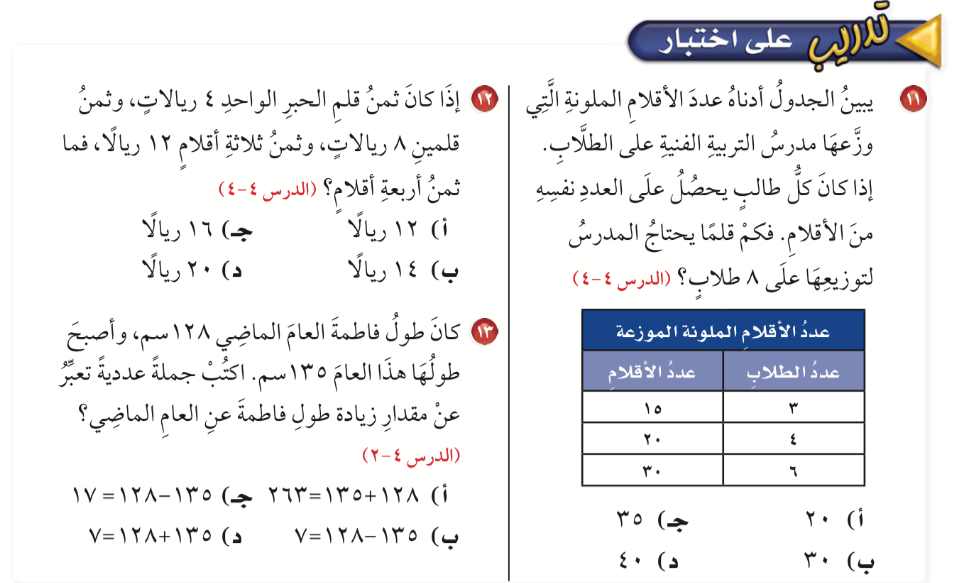 تدريب على اختبار
١١ يبينُ الجدولُ أدناهُ عددَ الأقلامِ الملونةِ الَّتِي
وزَّعهَا مدرسُ التربيةِ الفنيةِ على الطلَّابِ.
إذا كانَ كلُّ طالبٍ يحصُلُ علَى العددِ نفسِهِ
منَ الأقلامِ. فكمْ قلمًا يحتاجُ المدرسُ
لتوزيعِهَا علَى ٨ طلابٍ؟ (الدرس ٤-٤)
عددُ الأقلامِ الملونة الموزعة
عددُ الطلابِ عددُ الأقلامِ
٣ ١٥
٤ ٢٠
٦ ٣٠
أ) ٢٠ جـ) ٣٥
ب) ٣٠ د) ٤٠
١٢ إذَا كانَ ثمنُ قلمِ الحبرِ الواحدِ ٤ ريالاتٍ، وثمنُ
قلمينِ ٨ ريالاتٍ، وثمنُ ثلاثةِ أقلامٍ ١٢ ريالًا، فما
ثمنُ أربعةِ أقلامٍ؟ (الدرس ٤-٤)
أ) ١٢ ريالًا جـ) ١٦ ريالًا
ب) ١٤ ريالًا د) ٢٠ ريالًا
١٣ كانَ طولُ فاطمةَ العامَ الماضِي ١٢٨سم، وأصبحَ
طولُهَا هذَا العامَ ١٣٥سم. اكتُبْ جملةً عدديةً تعبِّرُ
عنْ مقدارِ زيادة طولِ فاطمةَ عنِ العامِ الماضِي؟
(الدرس ٤-٢)
أ) ١٢٨+١٣٥=٢٦٣ جـ) ١٣٥-١٢٨=١٧
ب) ١٣٥-١٢٨=٧ د) ١٣٥+١٢٨=٧